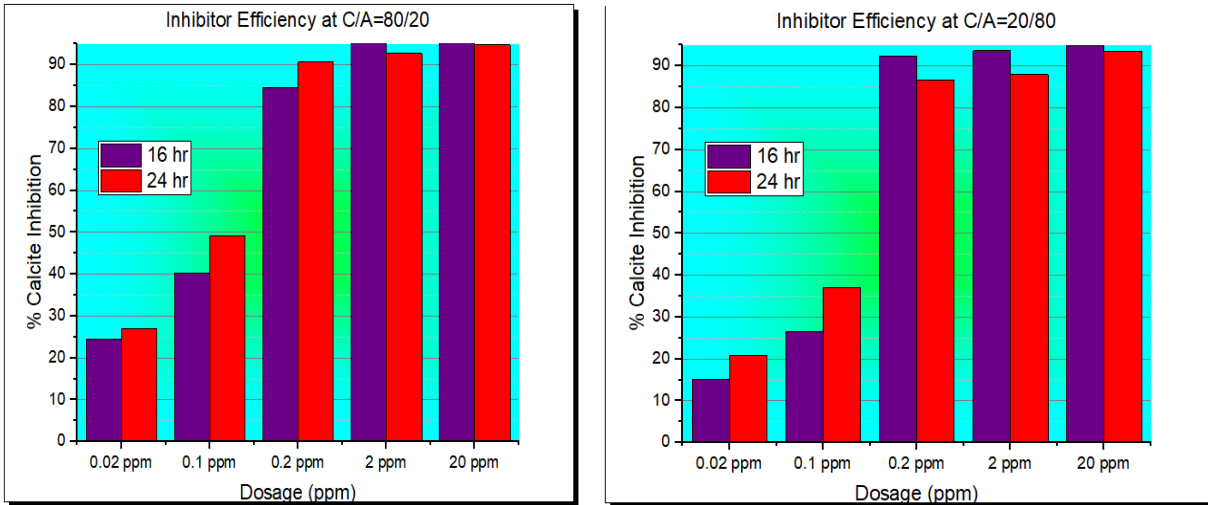 Inhibitor Efficiency at C/A=80/20
% Calcite Inhibition
90
80
70
60
50
40
30
20
10
0
16 hr
24 hr
0.02 ppm 0.1 ppm 0.2 ppm 2 ppm 20 ppm
Dosage (ppm)
Inhibitor Efficiency at C/A=20/80
% Calcite Inhibition
90
80
70
60
50
40
30
20
10
0
16 hr
24 hr
0.02 ppm 0.1 ppm 0.2 ppm 2 ppm 20 ppm
Dosage (ppm)